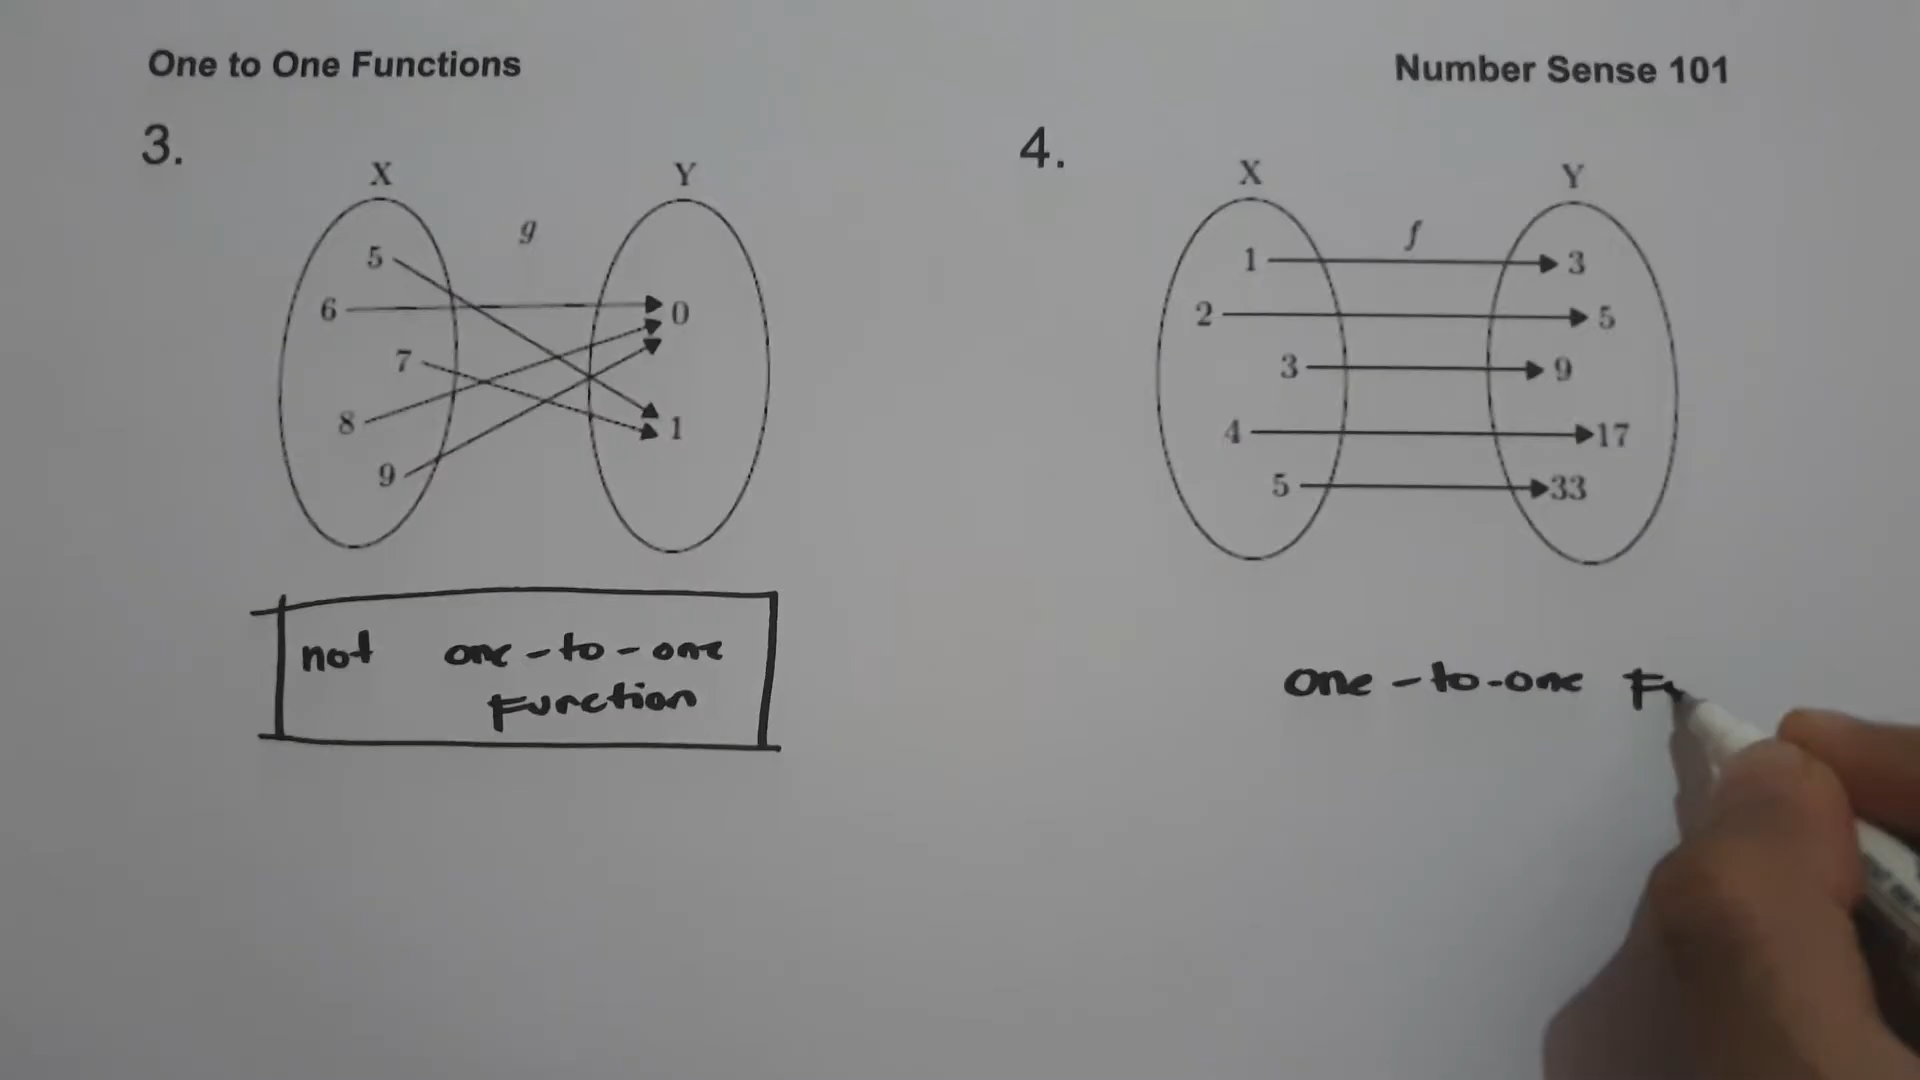 One to One Functions
Number Sense 101
3.
X
Y
g
5
6
7
8
9
0
1
not one-to-one
Function
4.
X
Y
f
1
2
3
4
5
3
5
9
17
33
one-to-one Fu